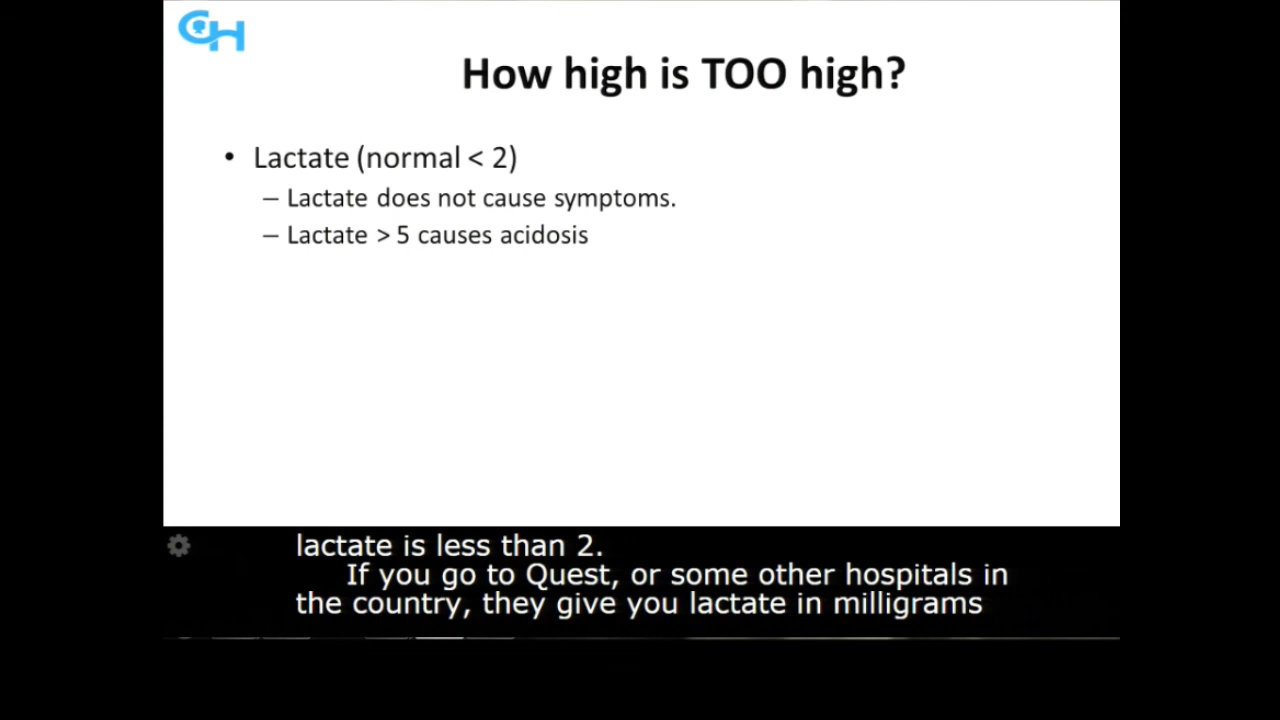 GH
How high is TOO high?
• Lactate (normal < 2)
– Lactate does not cause symptoms.
– Lactate > 5 causes acidosis
lactate is less than 2.
If you go to Quest, or some other hospitals in
the country, they give you lactate in milligrams